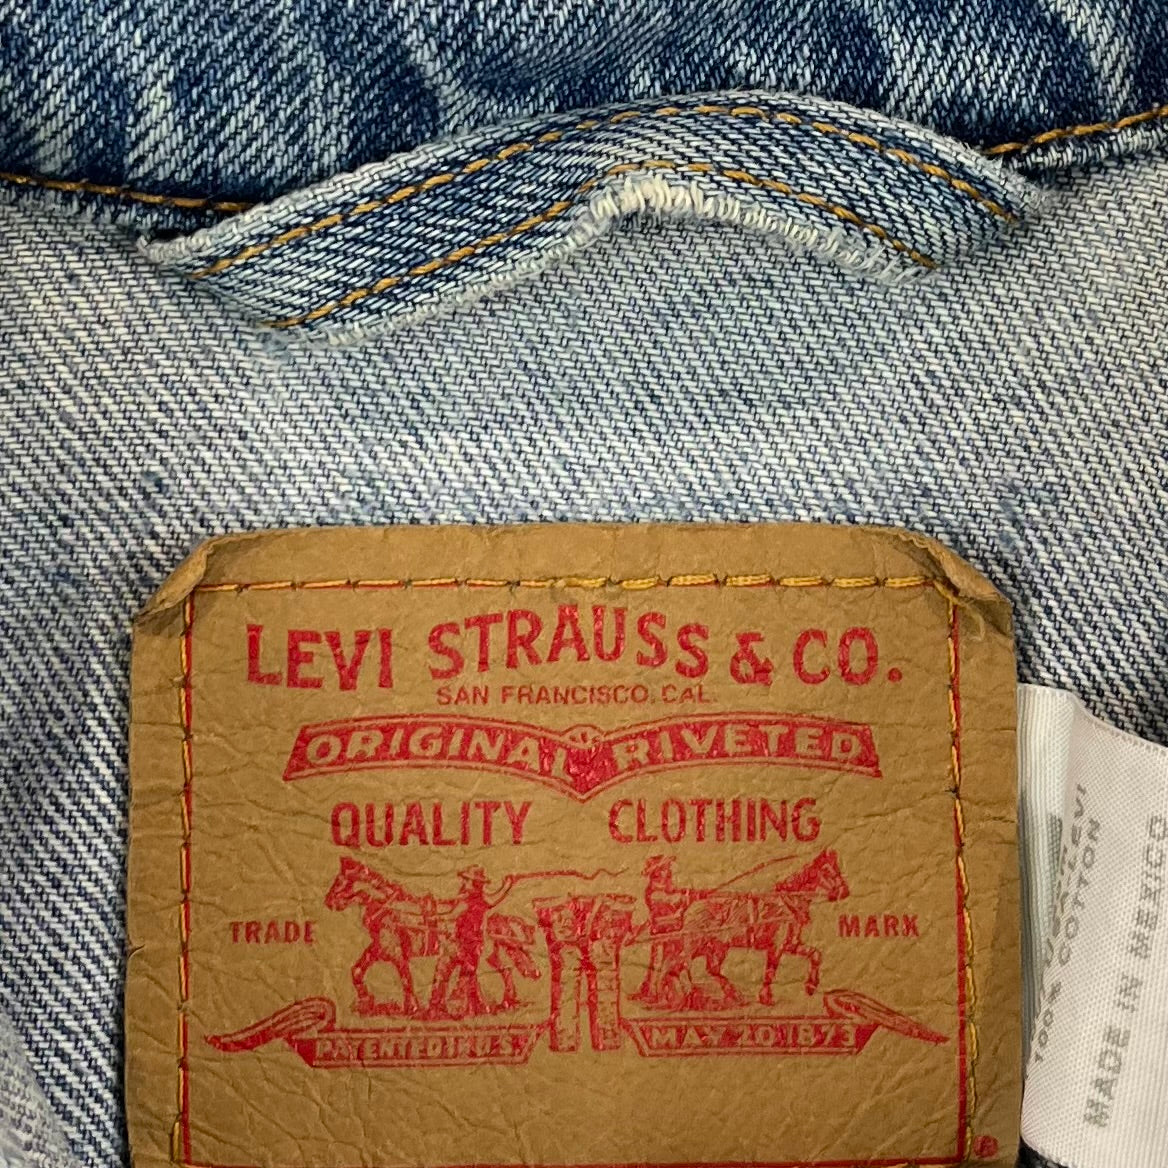 LEVI STRAUSS & CO.
SAN FRANCISCO, CAL.
ORIGINAL RIVETED
QUALITY CLOTHING
TRADE MARK
PATENTED IN U.S. MAY 20 1873
®
100% COTTON
MADE IN MEXICO